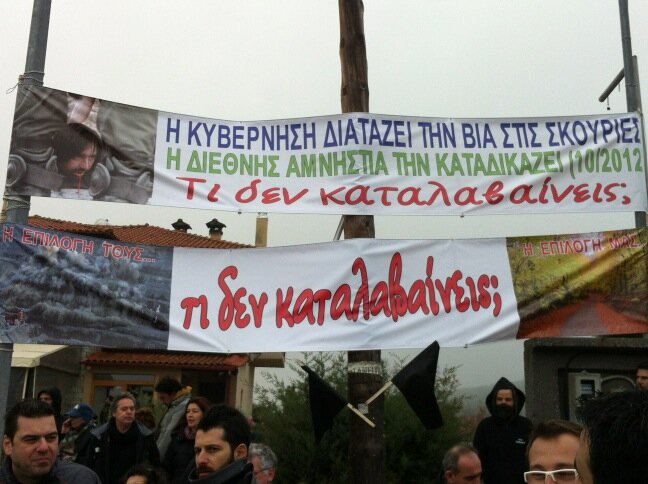 Η ΚΥΒΕΡΝΗΣΗ ΔΙΑΤΑΖΕΙ ΤΗΝ ΒΙΑ ΣΤΙΣ ΣΚΟΥΡΙΕΣ
Η ΔΙΕΘΝΗΣ ΑΜΝΗΣΤΙΑ ΤΗΝ ΚΑΤΑΔΙΚΑΖΕΙ (10/2012
Τι δεν καταλαβαίνεις;
Η ΕΠΙΛΟΓΗ ΤΟΥΣ....
Η ΕΠΙΛΟΓΗ ΜΑΣ
τι δεν καταλαβαίνεις;